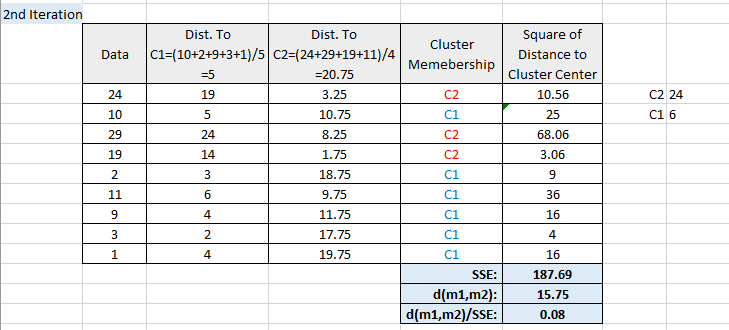 2nd Iteration
Data | Dist. To C1=(10+2+9+3+1)/5 =5 | Dist. To C2=(24+29+19+11)/4 =20.75 | Cluster Memebership | Square of Distance to Cluster Center
24 | 19 | 3.25 | C2 | 10.56 | C2 24
10 | 5 | 10.75 | C1 | 25 | C1 6
29 | 24 | 8.25 | C2 | 68.06
19 | 14 | 1.75 | C2 | 3.06
2 | 3 | 18.75 | C1 | 9
11 | 6 | 9.75 | C1 | 36
9 | 4 | 11.75 | C1 | 16
3 | 2 | 17.75 | C1 | 4
1 | 4 | 19.75 | C1 | 16
SSE: | 187.69
d(m1,m2): | 15.75
d(m1,m2)/SSE: | 0.08